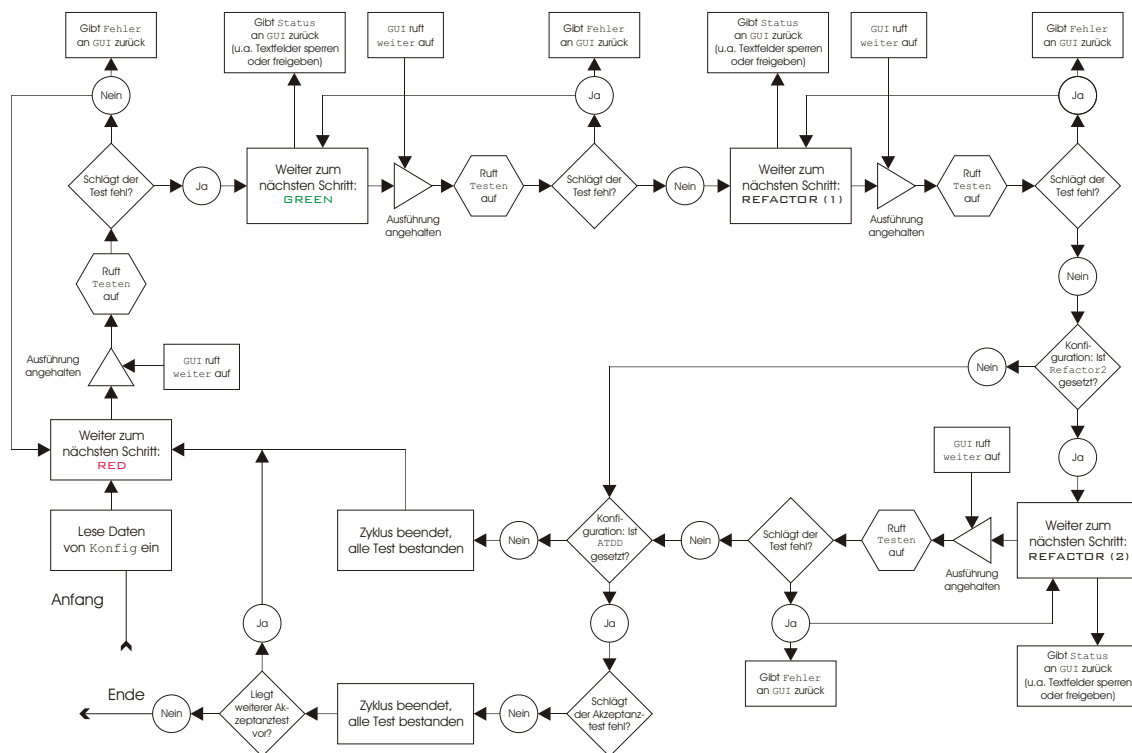 Gibt Fehler
an GUI zurück
Gibt Status
an GUI zurück
(u.a. Textfelder sperren
oder freigeben)
GUI ruft
weiter auf
Gibt Fehler
an GUI zurück
Gibt Status
an GUI zurück
(u.a. Textfelder sperren
oder freigeben)
GUI ruft
weiter auf
Gibt Fehler
an GUI zurück
Nein
Ja
Ja
Schlägt der
Test fehl?
Ja
Weiter zum
nächsten Schritt:
GREEN
Ausführung
angehalten
Ruft
Testen
auf
Schlägt der
Test fehl?
Nein
Weiter zum
nächsten Schritt:
REFACTOR (1)
Ausführung
angehalten
Ruft
Testen
auf
Schlägt der
Test fehl?
Ruft
Testen
auf
Nein
Ausführung
angehalten
GUI ruft
weiter auf
Nein
Konfi-
guration: Ist
Refactor2
gesetzt?
Weiter zum
nächsten Schritt:
RED
GUI ruft
weiter auf
Ja
Lese Daten
von Konfig ein
Zyklus beendet,
alle Test bestanden
Nein
Konfi-
guration: Ist
ATDD
gesetzt?
Nein
Schlägt der
Test fehl?
Ruft
Testen
auf
Ausführung
angehalten
Weiter zum
nächsten Schritt:
REFACTOR (2)
Anfang
Ja
Ja
Ja
Gibt Fehler
an GUI zurück
Gibt Status
an GUI zurück
(u.a. Textfelder sperren
oder freigeben)
Ende
Nein
Liegt
weiterer Ak-
zeptanztest
vor?
Zyklus beendet,
alle Test bestanden
Nein
Schlägt
der Akzeptanz-
test fehl?